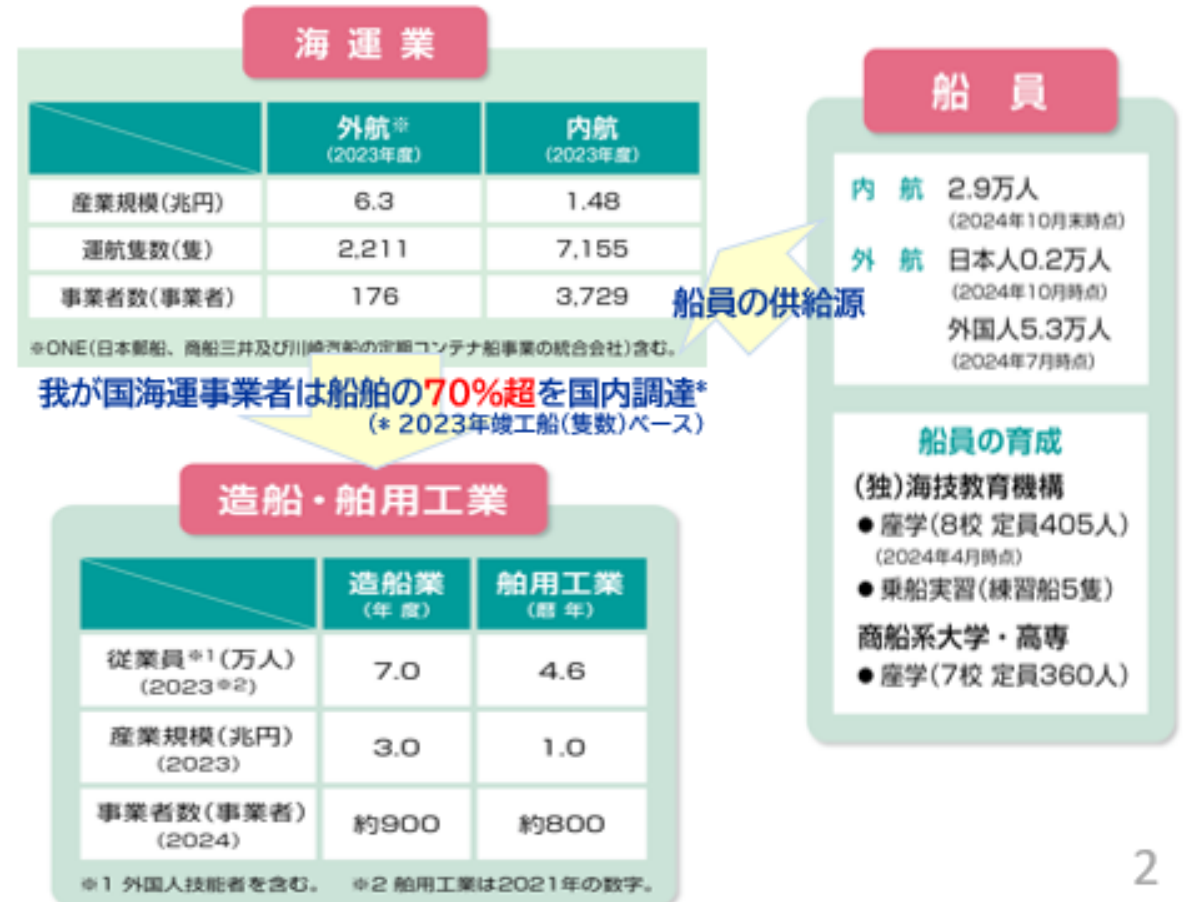 海運業
外航※ 内航
(2023年度) (2023年度)
産業規模(兆円) 6.3 1.48
運航隻数(隻) 2,211 7,155
事業者数(事業者) 176 3,729
※ONE(日本郵船、商船三井及び川崎汽船の定期コンテナ船事業の統合会社)含む。
船員の供給源
我が国海運事業者は船舶の70%超を国内調達*
(* 2023年竣工船(隻数)ベース)
造船・舶用工業
造船業 舶用工業
(年 度) (暦 年)
従業員※1(万人) 7.0 4.6
(2023※2)
産業規模(兆円) 3.0 1.0
(2023)
事業者数(事業者) 約900 約800
(2024)
※1 外国人技能者を含む。 ※2 舶用工業は2021年の数字。
船員
内航 2.9万人
(2024年10月末時点)
外航 日本人0.2万人
(2024年10月時点)
外国人5.3万人
(2024年7月時点)
船員の育成
(独)海技教育機構
●座学(8校 定員405人)
(2024年4月時点)
●乗船実習(練習船5隻)
商船系大学・高専
●座学(7校 定員360人)
2